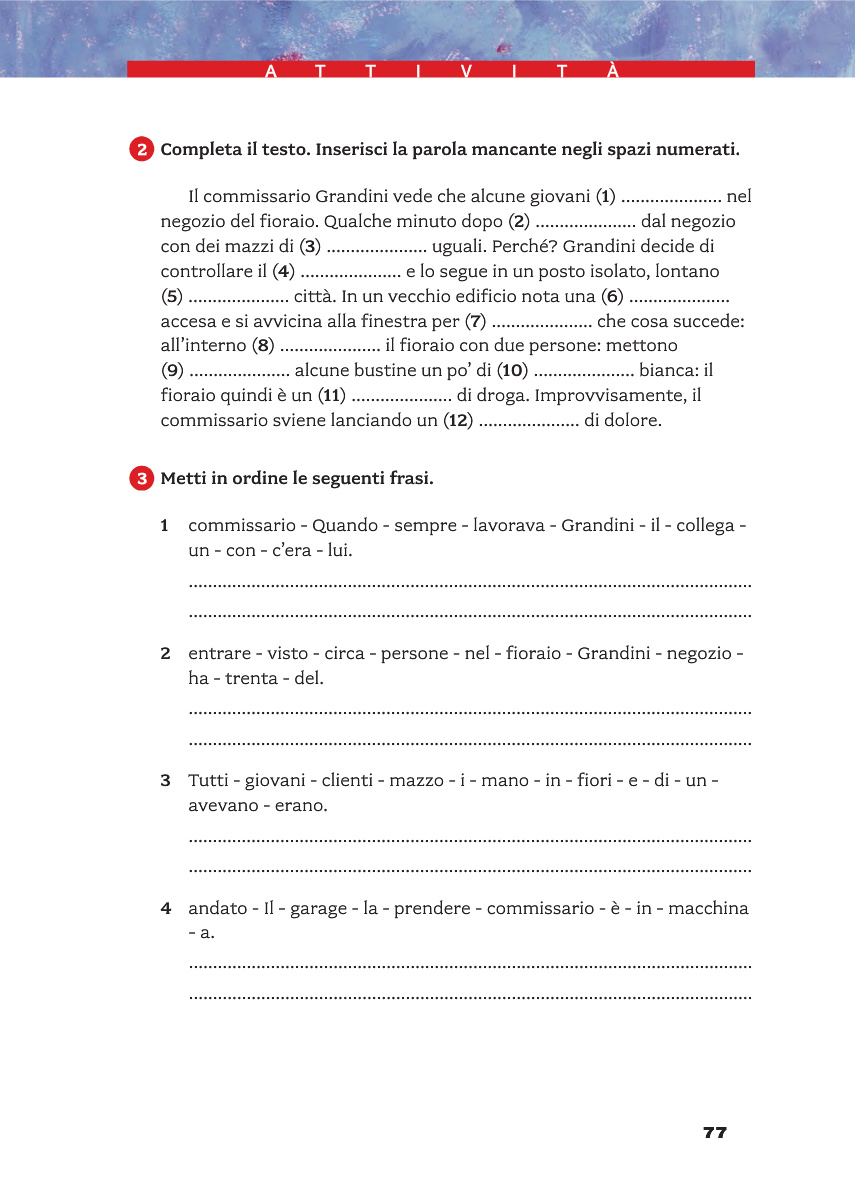 ATTIVITÀ
2 Completa il testo. Inserisci la parola mancante negli spazi numerati.
Il commissario Grandini vede che alcune giovani (1) ..................... nel
negozio del fioraio. Qualche minuto dopo (2) ..................... dal negozio
con dei mazzi di (3) ..................... uguali. Perché? Grandini decide di
controllare il (4) ..................... e lo segue in un posto isolato, lontano
(5) ..................... città. In un vecchio edificio nota una (6) .....................
accesa e si avvicina alla finestra per (7) ..................... che cosa succede:
all’interno (8) ..................... il fioraio con due persone: mettono
(9) ..................... alcune bustine un po’ di (10) ..................... bianca: il
fioraio quindi è un (11) ..................... di droga. Improvvisamente, il
commissario sviene lanciando un (12) ..................... di dolore.
3 Metti in ordine le seguenti frasi.
1 commissario - Quando - sempre - lavorava - Grandini - il - collega -
un - con - c’era - lui.
.....................................................................................................................
.....................................................................................................................
2 entrare - visto - circa - persone - nel - fioraio - Grandini - negozio -
ha - trenta - del.
.....................................................................................................................
.....................................................................................................................
3 Tutti - giovani - clienti - mazzo - i - mano - in - fiori - e - di - un -
avevano - erano.
.....................................................................................................................
.....................................................................................................................
4 andato - Il - garage - la - prendere - commissario - è - in - macchina
- a.
.....................................................................................................................
.....................................................................................................................
77